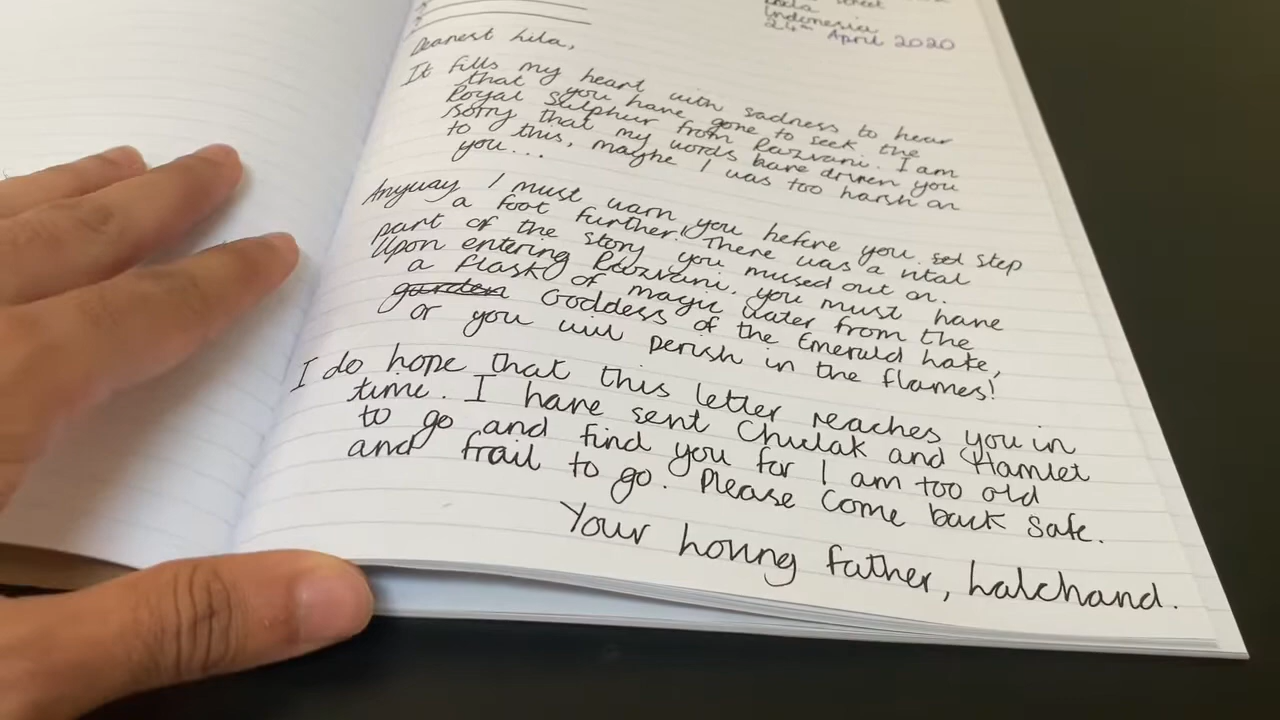 Street
Indonesia
24th April 2020
Dearest Lila,
It fills my heart with sadness to hear
that you have gone to seek the
Royal Sulphur from Razvani. I am
sorry that my words have driven you
to this, maybe I was too harsh on
you...
Anyway I must warn you before you set step
a foot further. There was a vital
part of the story you missed out on.
Upon entering Razvani, you must have
a flask of magic water from the
garden Goddess of the Emerald Lake,
or you will perish in the flames!
I do hope that this letter reaches you in
time. I have sent Chulak and Hamlet
to go and find you for I am too old
and frail to go. Please come back safe.
Your loving father, Lalchand.